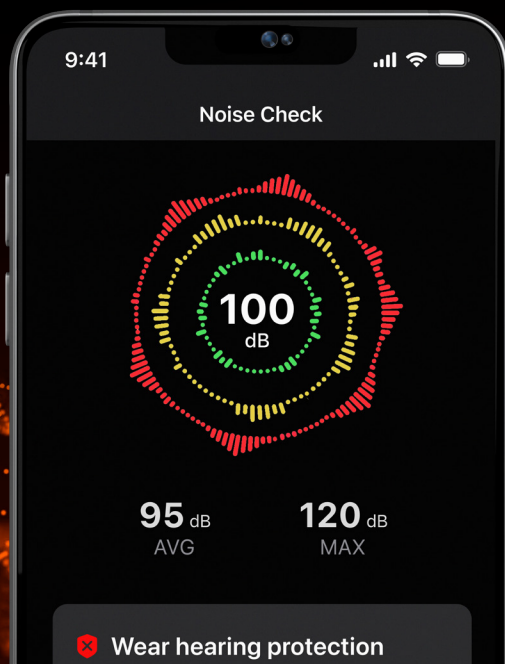 9:41
Noise Check
100
dB
95 dB
AVG
120 dB
MAX
Wear hearing protection